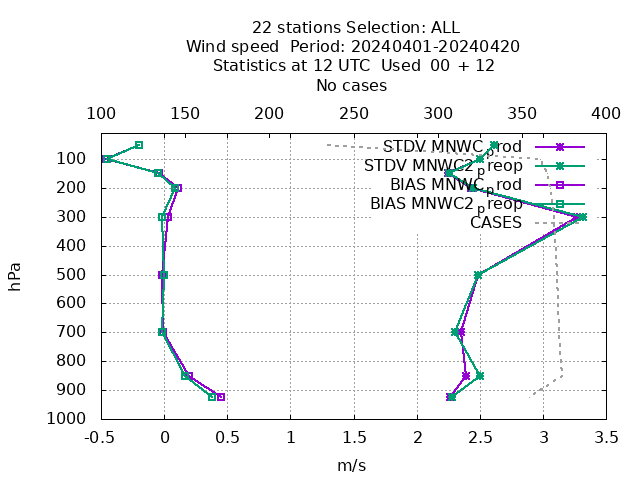 22 stations Selection: ALL
Wind speed  Period: 20240401-20240420
Statistics at 12 UTC  Used  00 + 12
No cases
100 150 200 250 300 350 400
STDV MNWC_prod
STDV MNWC2_preop
BIAS MNWC_prod
BIAS MNWC2_preop
CASES
hPa
100
200
300
400
500
600
700
800
900
1000
-0.5 0 0.5 1 1.5 2 2.5 3 3.5
m/s